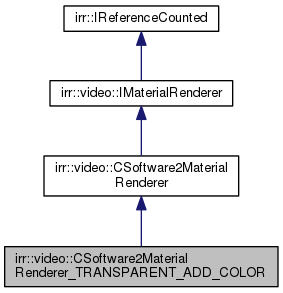 irr::IReferenceCounted
irr::video::IMaterialRenderer
irr::video::CSoftware2Material
Renderer
irr::video::CSoftware2Material
Renderer_TRANSPARENT_ADD_COLOR